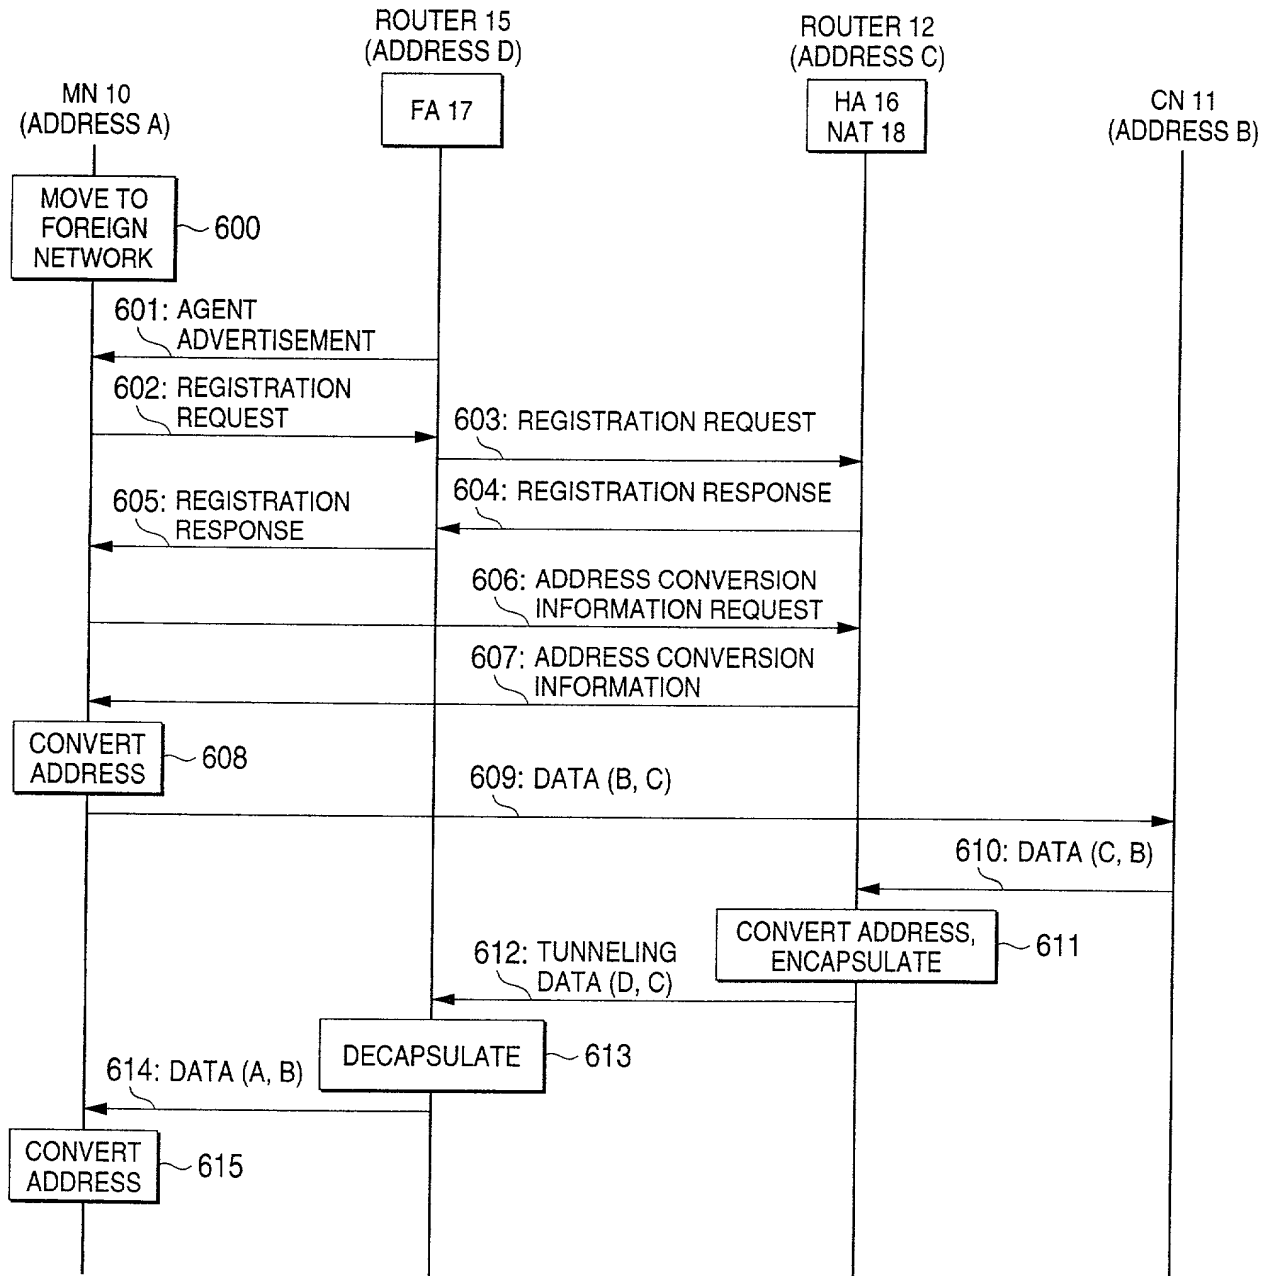 ROUTER 15
(ADDRESS D)
ROUTER 12
(ADDRESS C)
MN 10
(ADDRESS A)
FA 17
HA 16
NAT 18
CN 11
(ADDRESS B)
MOVE TO
FOREIGN
NETWORK
600
601: AGENT
ADVERTISEMENT
602: REGISTRATION
REQUEST
603: REGISTRATION REQUEST
604: REGISTRATION RESPONSE
605: REGISTRATION
RESPONSE
606: ADDRESS CONVERSION
INFORMATION REQUEST
607: ADDRESS CONVERSION
INFORMATION
CONVERT
ADDRESS
608
609: DATA (B, C)
610: DATA (C, B)
CONVERT ADDRESS,
ENCAPSULATE
611
612: TUNNELING
DATA (D, C)
DECAPSULATE
613
614: DATA (A, B)
CONVERT
ADDRESS
615